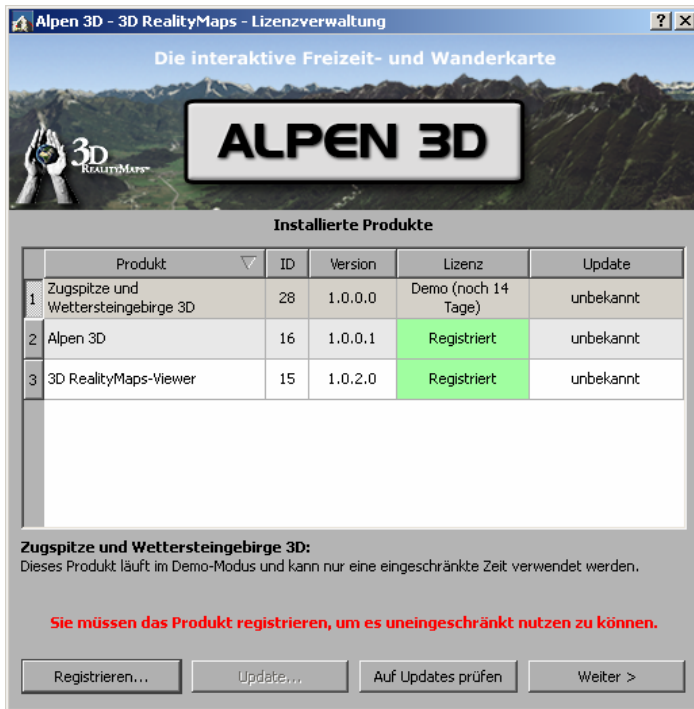 Alpen 3D - 3D RealityMaps - Lizenzverwaltung
Die interaktive Freizeit- und Wanderkarte
ALPEN 3D
3D
REALITYMAPS™
Installierte Produkte
Produkt ID Version Lizenz Update
1 Zugspitze und Wettersteingebirge 3D 28 1.0.0.0 Demo (noch 14 Tage) unbekannt
2 Alpen 3D 16 1.0.0.1 Registriert unbekannt
3 3D RealityMaps-Viewer 15 1.0.2.0 Registriert unbekannt
Zugspitze und Wettersteingebirge 3D:
Dieses Produkt läuft im Demo-Modus und kann nur eine eingeschränkte Zeit verwendet werden.
Sie müssen das Produkt registrieren, um es uneingeschränkt nutzen zu können.
Registrieren... Update... Auf Updates prüfen Weiter >